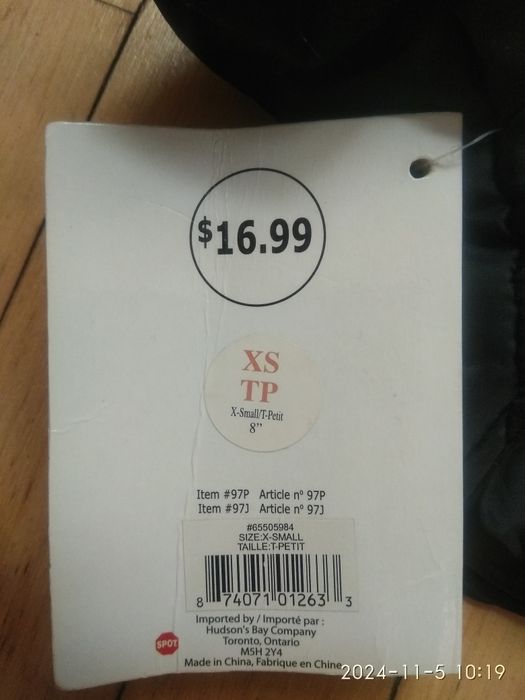 $16.99
XS
TP
X-Small/T-Petit
8"
Item #97P Article nº 97P
Item #97J Article nº 97J
#65505984
SIZE:X-SMALL
TAILLE:T-PETIT
8 74071 01263 3
Imported by / Importé par :
Hudson's Bay Company
Toronto, Ontario
M5H 2Y4
SPOT
Made in China, Fabrique en Chine
2024-11-5 10:19